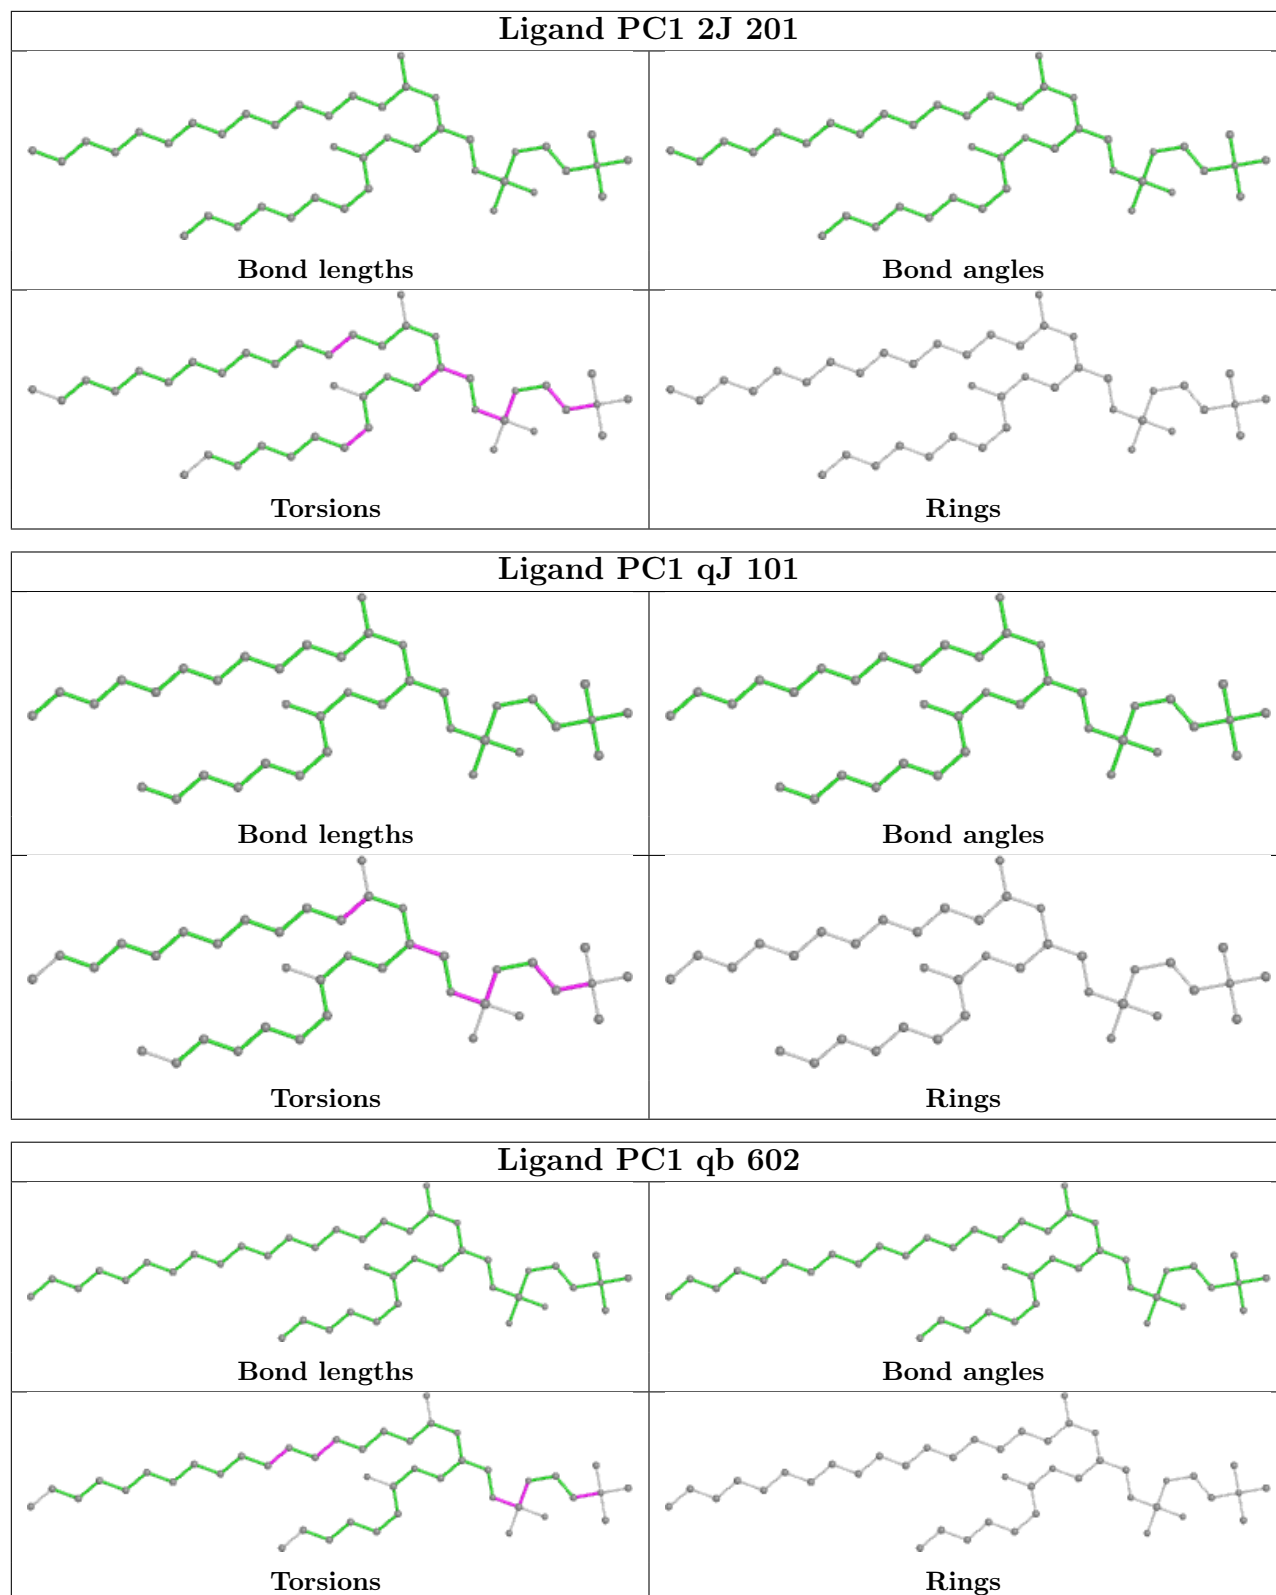 Ligand PC1 2J 201
Bond lengths
Bond angles
Torsions
Rings
Ligand PC1 qJ 101
Bond lengths
Bond angles
Torsions
Rings
Ligand PC1 qb 602
Bond lengths
Bond angles
Torsions
Rings